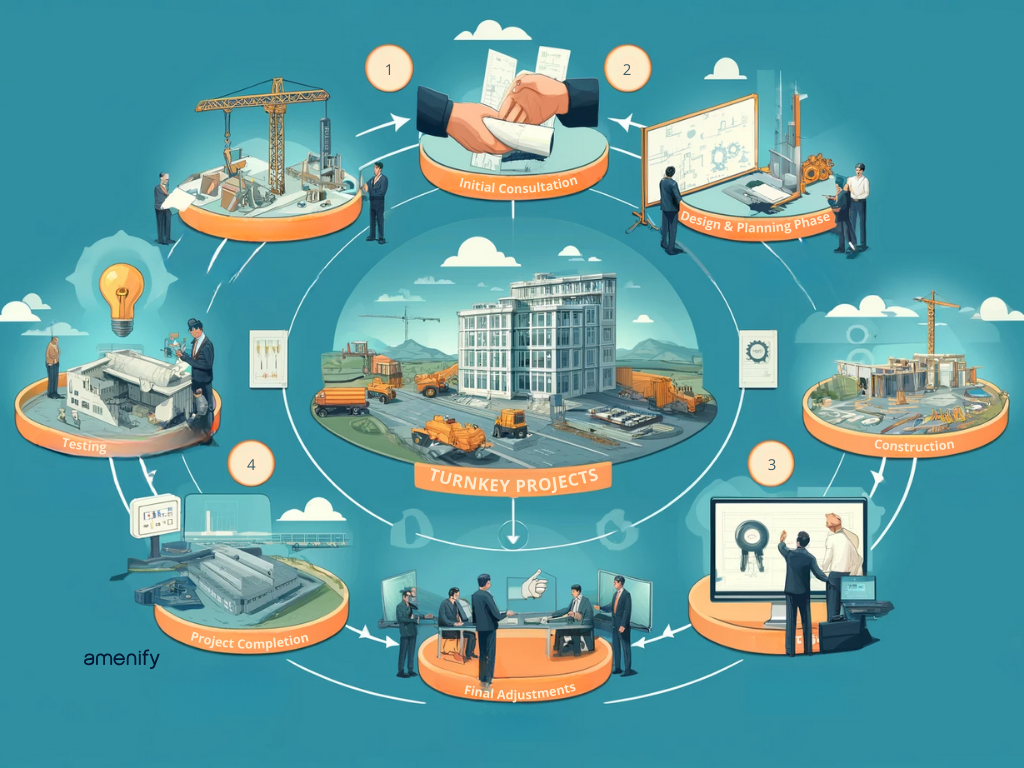 1
2
Initial Consultation
Design & Planning Phase
TURNKEY PROJECTS
Testing
Construction
4
3
Project Completion
Final Adjustments
amenify